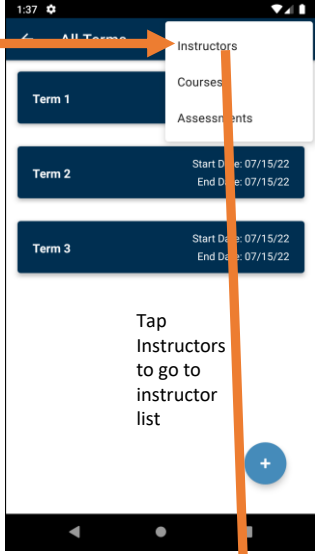 1:37
All Terms
Instructors
Courses
Assessments
Term 1
Term 2
Start Date: 07/15/22
End Date: 07/15/22
Term 3
Start Date: 07/15/22
End Date: 07/15/22
Tap
Instructors
to go to
instructor
list
+